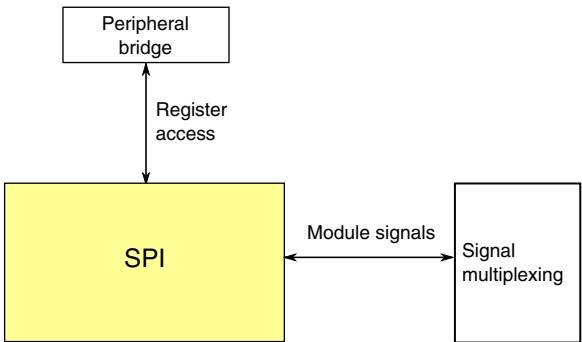 Peripheral
bridge
Register
access
SPI
Module signals
Signal
multiplexing